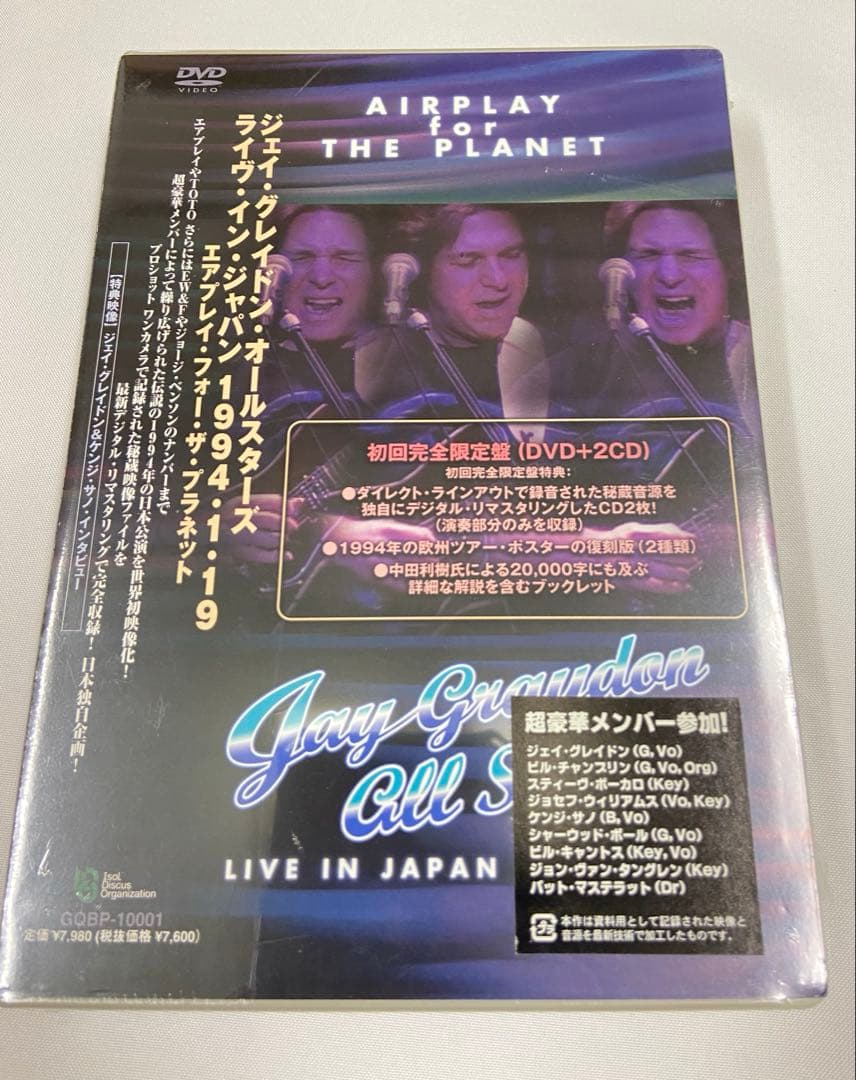 DVD
VIDEO
AIRPLAY
for
THE PLANET
ジェイ・グレイドン・オールスターズ
ライヴ・イン・ジャパン 1994・1・19
エアプレイ・フォー・ザ・プラネット
エアプレイやTOTO さらにはEW&Fやジョージ・ベンソンのナンバーまで
超豪華メンバーによって繰り広げられた伝説の1994年の日本公演を世界初映像化!
プロショット ワンカメラで記録された秘蔵映像ファイルを
最新デジタル・リマスタリングで完全収録! 日本独自企画!
【特典映像】ジェイ・グレイドン&ケンジ・サノ・インタビュー
初回完全限定盤 (DVD+2CD)
初回完全限定盤特典:
●ダイレクト・ラインアウトで録音された秘蔵音源を
独自にデジタル・リマスタリングしたCD2枚!
(演奏部分のみを収録)
●1994年の欧州ツアー・ポスターの復刻版(2種類)
●中田利樹氏による20,000字にも及ぶ
詳細な解説を含むブックレット
Jay Graydon
All S
LIVE IN JAPAN
超豪華メンバー参加!
ジェイ・グレイドン(G,Vo)
ビル・チャンプリン(G,Vo,Org)
スティーヴ・ポーカロ(Key)
ジョセフ・ウィリアムス(Vo,Key)
ケンジ・サノ(B,Vo)
シャーウッド・ボール(G,Vo)
ビル・キャントス(Key,Vo)
ジョン・ヴァン・タングレン(Key)
パット・マステラット(Dr)
本作は資料用として記録された映像と
音源を最新技術で加工したものです。
Isol
Discus
Organization
GQBP-10001
定価 ¥7,980 (税抜価格 ¥7,600)